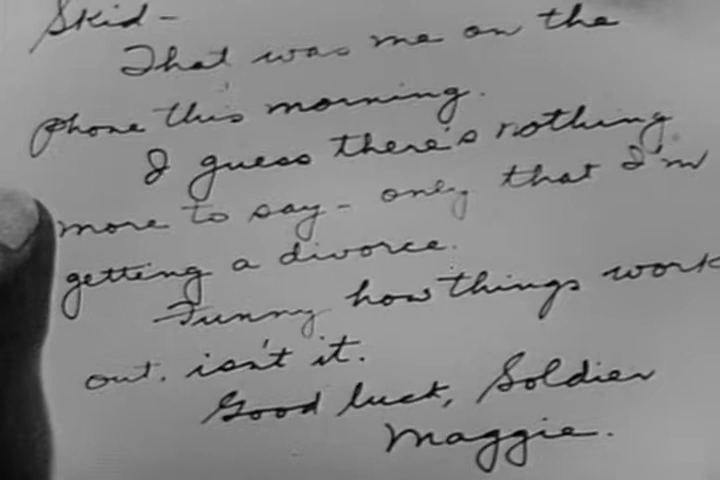 Skid-
That was me on the
phone this morning.
I guess there's nothing
more to say - only that I'm
getting a divorce.
Funny how things work
out, isn't it.
Good luck, Soldier
Maggie.